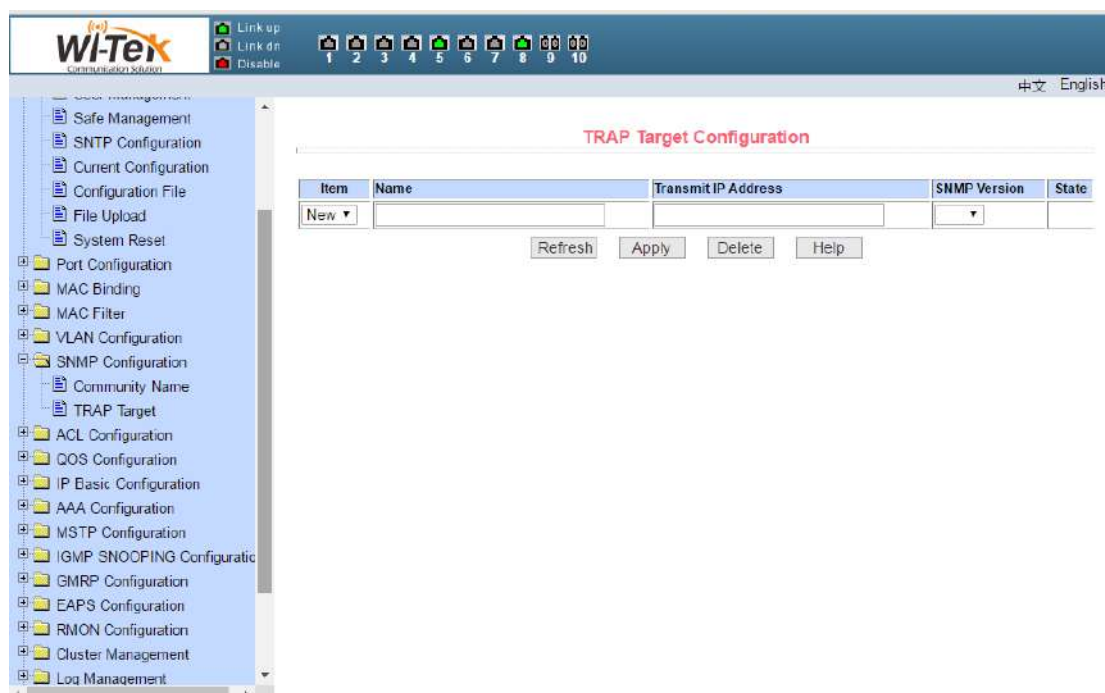 WI-TEK
Communication Solution
Link up
Link dn
Disable
1 2 3 4 5 6 7 8 9 10
中文 English
Safe Management
SNTP Configuration
Current Configuration
Configuration File
File Upload
System Reset
Port Configuration
MAC Binding
MAC Filter
VLAN Configuration
SNMP Configuration
Community Name
TRAP Target
ACL Configuration
QOS Configuration
IP Basic Configuration
AAA Configuration
MSTP Configuration
IGMP SNOOPING Configuratio
GMRP Configuration
EAPS Configuration
RMON Configuration
Cluster Management
Log Management
TRAP Target Configuration
Item Name Transmit IP Address SNMP Version State
New
Refresh Apply Delete Help